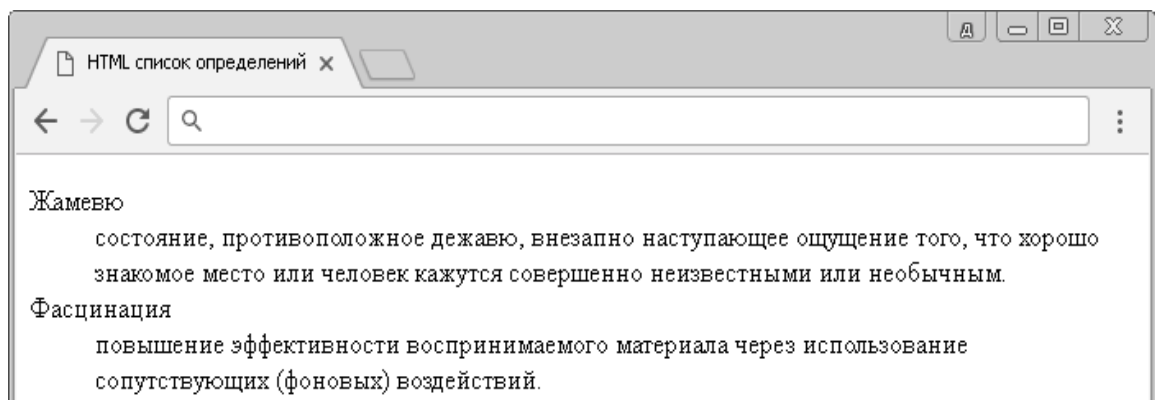 Д
HTML список определений
Жамевю
состояние, противоположное дежавю, внезапно наступающее ощущение того, что хорошо
знакомое место или человек кажутся совершенно неизвестными или необычным.
Фасцинация
повышение эффективности воспринимаемого материала через использование
сопутствующих (фоновых) воздействий.